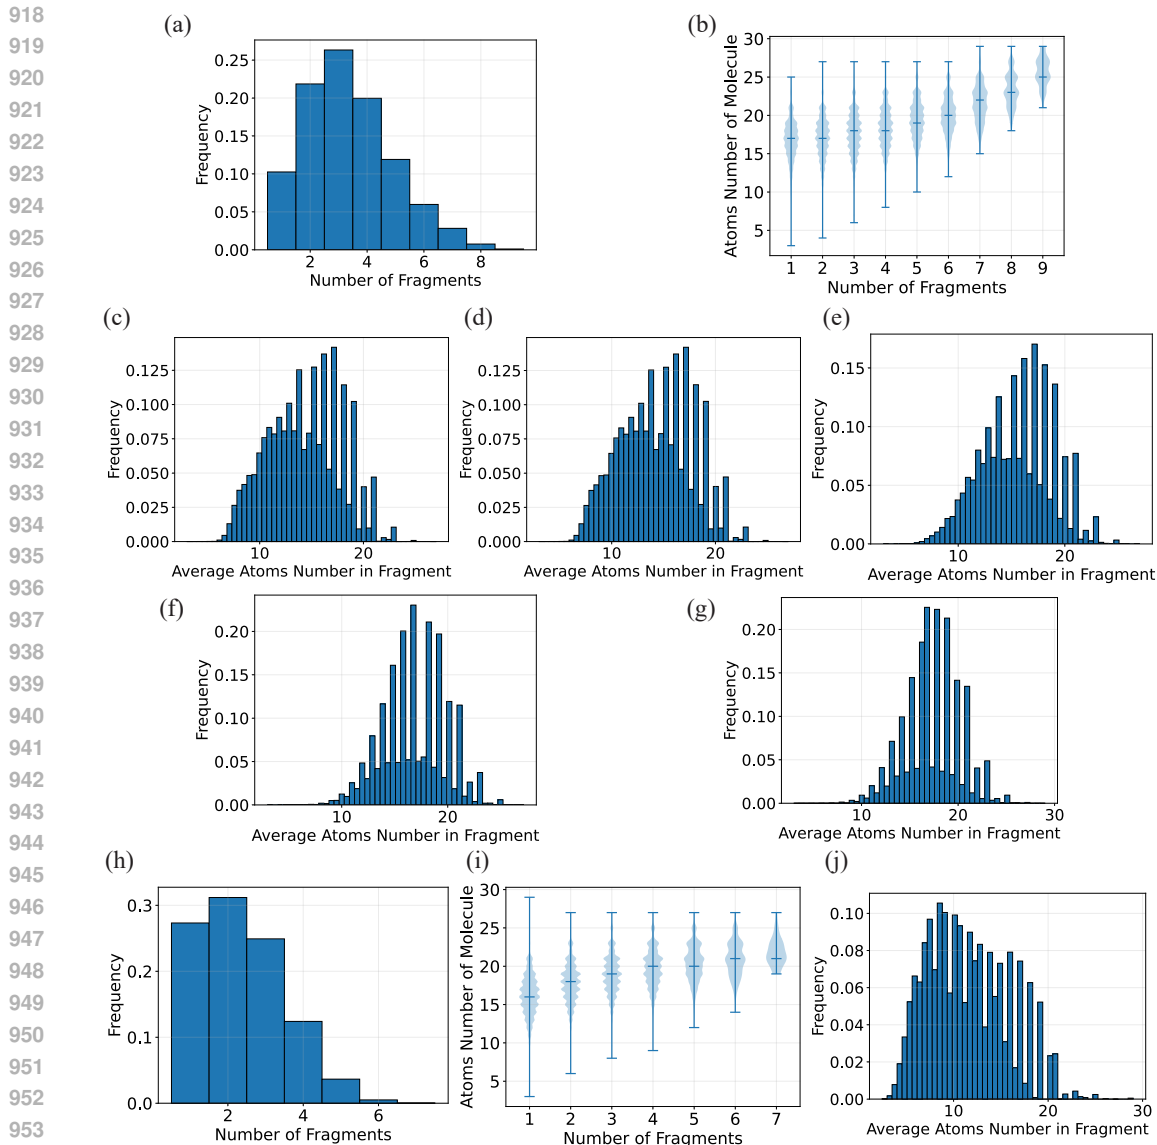 918
919
920
921
922
923
924
925
926
927
928
929
930
931
932
933
934
935
936
937
938
939
940
941
942
943
944
945
946
947
948
949
950
951
952
953
(a)
Frequency
0.25
0.20
0.15
0.10
0.05
0.00
2 4 6 8
Number of Fragments
(b)
Atoms Number of Molecule
30
25
20
15
10
5
1 2 3 4 5 6 7 8 9
Number of Fragments
(c)
Frequency
0.125
0.100
0.075
0.050
0.025
0.000
10 20
Average Atoms Number in Fragment
(d)
Frequency
0.125
0.100
0.075
0.050
0.025
0.000
10 20
Average Atoms Number in Fragment
(e)
Frequency
0.15
0.10
0.05
0.00
10 20
Average Atoms Number in Fragment
(f)
Frequency
0.20
0.15
0.10
0.05
0.00
10 20
Average Atoms Number in Fragment
(g)
Frequency
0.20
0.15
0.10
0.05
0.00
10 20 30
Average Atoms Number in Fragment
(h)
Frequency
0.3
0.2
0.1
0.0
2 4 6
Number of Fragments
(i)
Atoms Number of Molecule
30
25
20
15
10
5
1 2 3 4 5 6 7
Number of Fragments
(j)
Frequency
0.10
0.08
0.06
0.04
0.02
0.00
10 20 30
Average Atoms Number in Fragment